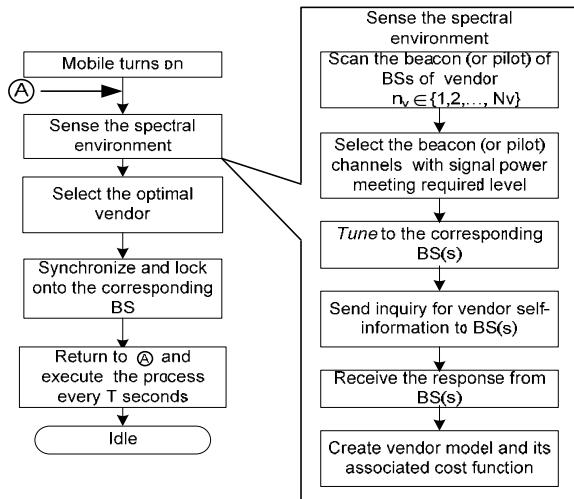 Mobile turns on
A
Sense the spectral
environment
Select the optimal
vendor
Synchronize and lock
onto the corresponding
BS
Return to A and
execute the process
every T seconds
Idle
Sense the spectral
environment
Scan the beacon (or pilot) of
BSs of vendor
n_v ∈ {1,2,..., Nv}
Select the beacon (or pilot)
channels with signal power
meeting required level
Tune to the corresponding
BS(s)
Send inquiry for vendor self-
information to BS(s)
Receive the response from
BS(s)
Create vendor model and its
associated cost function